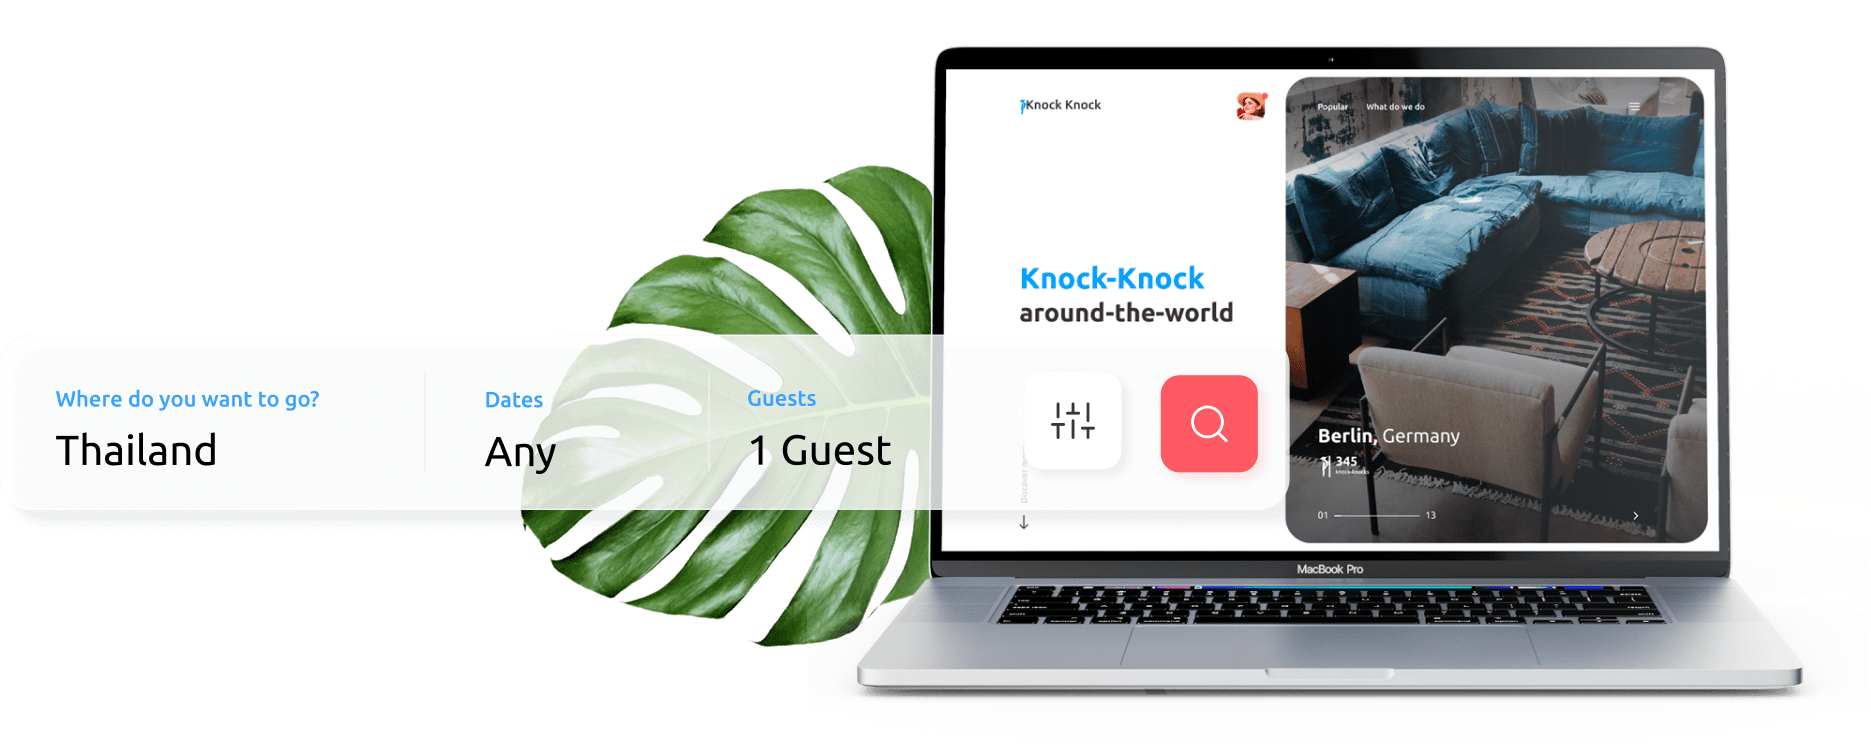 Knock Knock
Popular
What do we do
Knock-Knock
around-the-world
Where do you want to go?
Thailand
Dates
Any
Guests
1 Guest
Discover
Berlin, Germany
345
knock-knocks
01
13
MacBook Pro